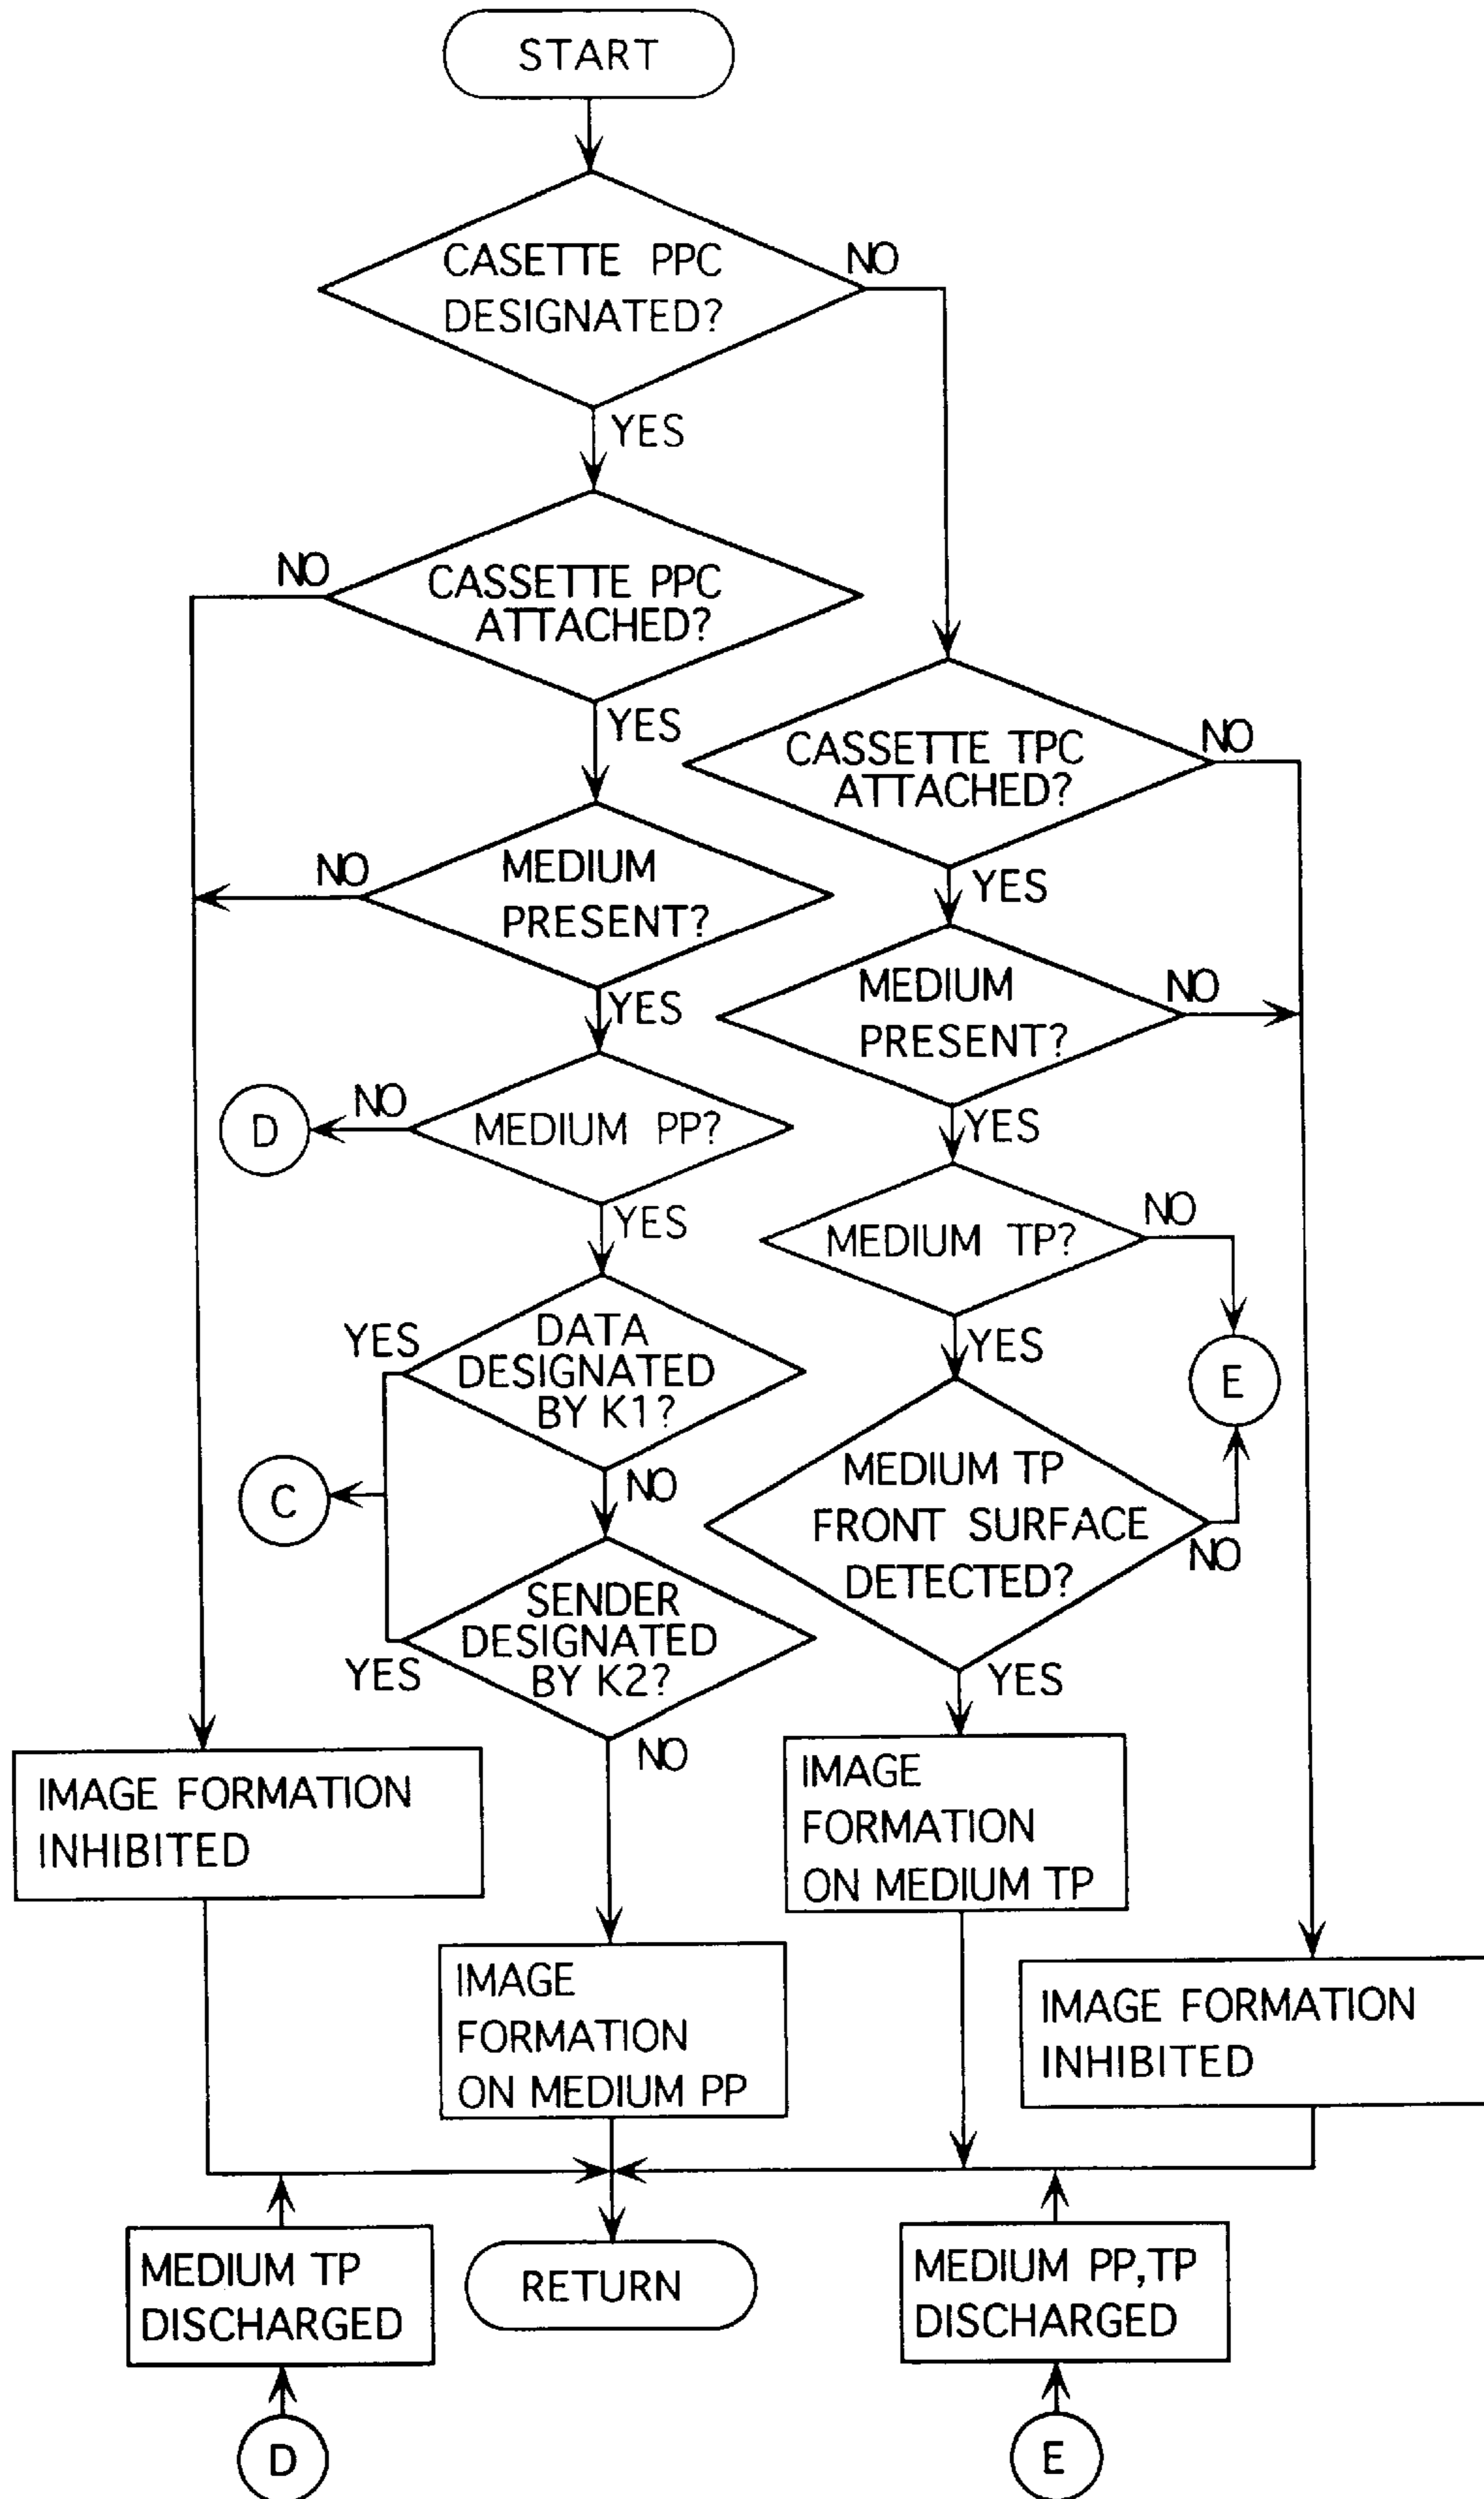 START
CASETTE PPC
DESIGNATED?
NO
YES
CASSETTE PPC
ATTACHED?
NO
YES
CASSETTE TPC
ATTACHED?
NO
YES
MEDIUM
PRESENT?
NO
YES
MEDIUM
PRESENT?
NO
YES
MEDIUM PP?
NO
D
YES
MEDIUM TP?
NO
YES
E
DATA
DESIGNATED
BY K1?
YES
NO
C
MEDIUM TP
FRONT SURFACE
DETECTED?
NO
YES
SENDER
DESIGNATED
BY K2?
YES
NO
IMAGE FORMATION
INHIBITED
IMAGE
FORMATION
ON MEDIUM TP
IMAGE
FORMATION
ON MEDIUM PP
IMAGE FORMATION
INHIBITED
MEDIUM TP
DISCHARGED
RETURN
MEDIUM PP,TP
DISCHARGED
D
E